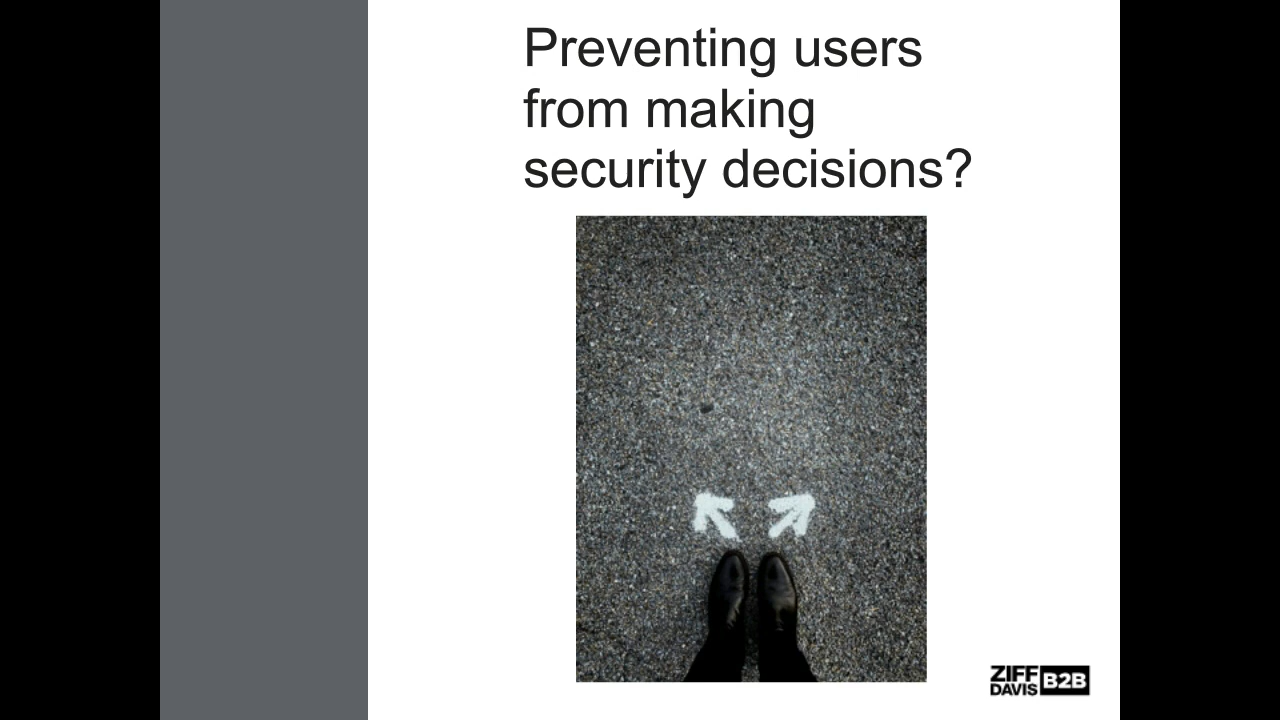 Preventing users
from making
security decisions?
ZIFF
DAVIS B2B